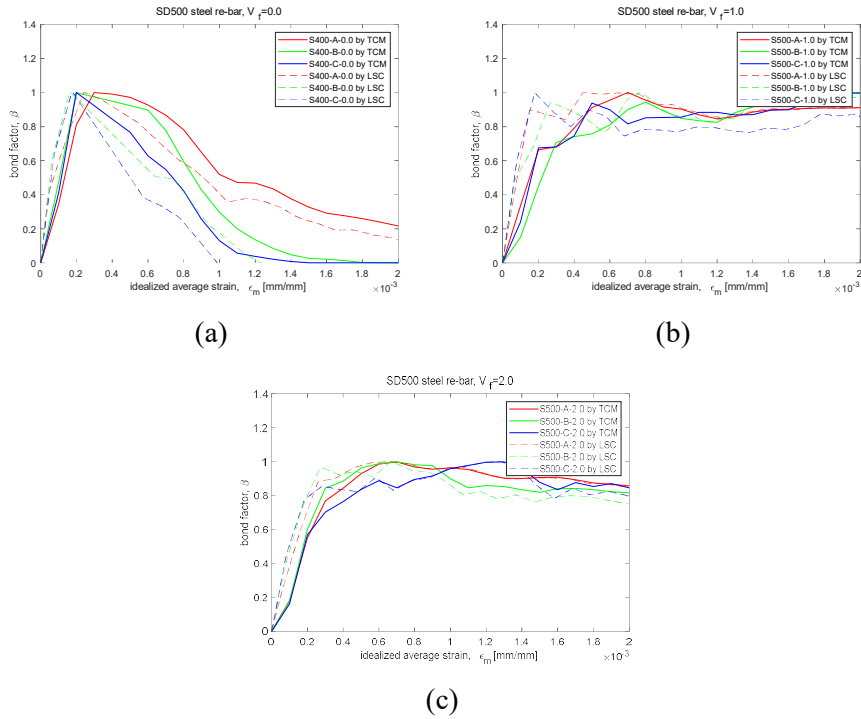 SD500 steel re-bar, V f=0.0
1.4
1.2
1
0.8
0.6
0.4
0.2
0
bond factor, β
S400-A-0.0 by TCM
S400-B-0.0 by TCM
S400-C-0.0 by TCM
S400-A-0.0 by LSC
S400-B-0.0 by LSC
S400-C-0.0 by LSC
0 0.2 0.4 0.6 0.8 1 1.2 1.4 1.6 1.8 2
idealized average strain, ϵm [mm/mm]
×10-3
(a)
SD500 steel re-bar, V f=1.0
1.4
1.2
1
0.8
0.6
0.4
0.2
0
bond factor, β
S500-A-1.0 by TCM
S500-B-1.0 by TCM
S500-C-1.0 by TCM
S500-A-1.0 by LSC
S500-B-1.0 by LSC
S500-C-1.0 by LSC
0 0.2 0.4 0.6 0.8 1 1.2 1.4 1.6 1.8 2
idealized average strain, ϵm [mm/mm]
×10-3
(b)
SD500 steel re-bar, V f=2.0
1.4
1.2
1
0.8
0.6
0.4
0.2
0
bond factor, β
S500-A-2.0 by TCM
S500-B-2.0 by TCM
S500-C-2.0 by TCM
S500-A-2.0 by LSC
S500-B-2.0 by LSC
S500-C-2.0 by LSC
0 0.2 0.4 0.6 0.8 1 1.2 1.4 1.6 1.8 2
idealized average strain, ϵm [mm/mm]
×10-3
(c)